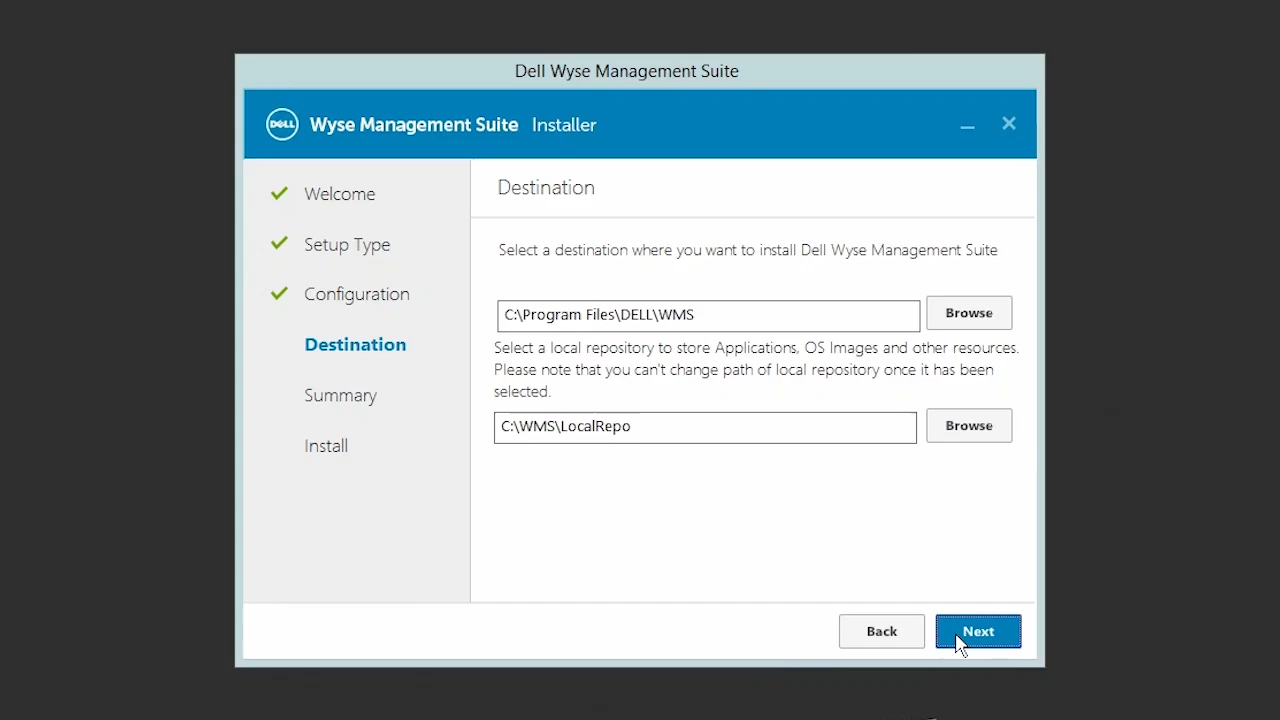 Dell Wyse Management Suite
DELL Wyse Management Suite Installer
Welcome
Setup Type
Configuration
Destination
Summary
Install
Destination
Select a destination where you want to install Dell Wyse Management Suite
C:\Program Files\DELL\WMS
Browse
Select a local repository to store Applications, OS Images and other resources.
Please note that you can't change path of local repository once it has been
selected.
C:\WMS\LocalRepo
Browse
Back
Next